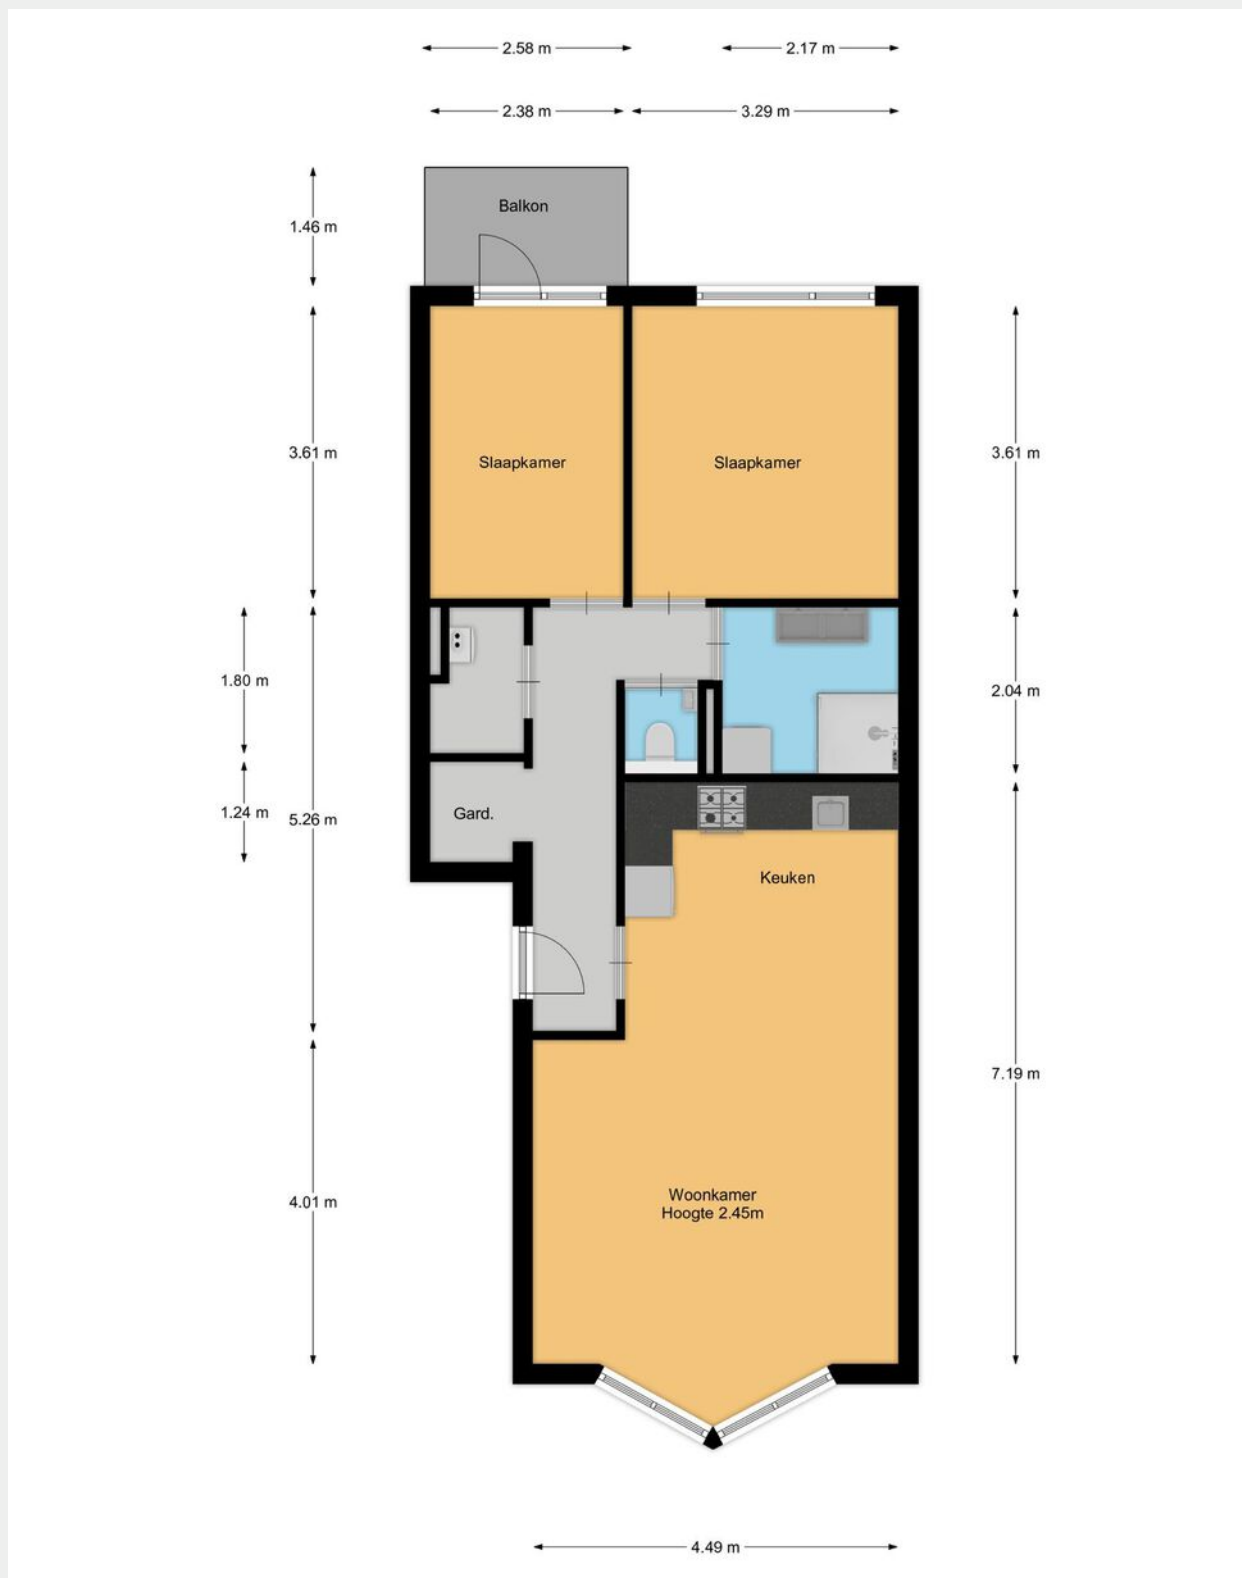 2.58 m
2.17 m
2.38 m
3.29 m
Balkon
1.46 m
3.61 m
3.61 m
Slaapkamer
Slaapkamer
1.80 m
2.04 m
1.24 m
Gard.
5.26 m
Keuken
7.19 m
4.01 m
Woonkamer
Hoogte 2.45m
4.49 m